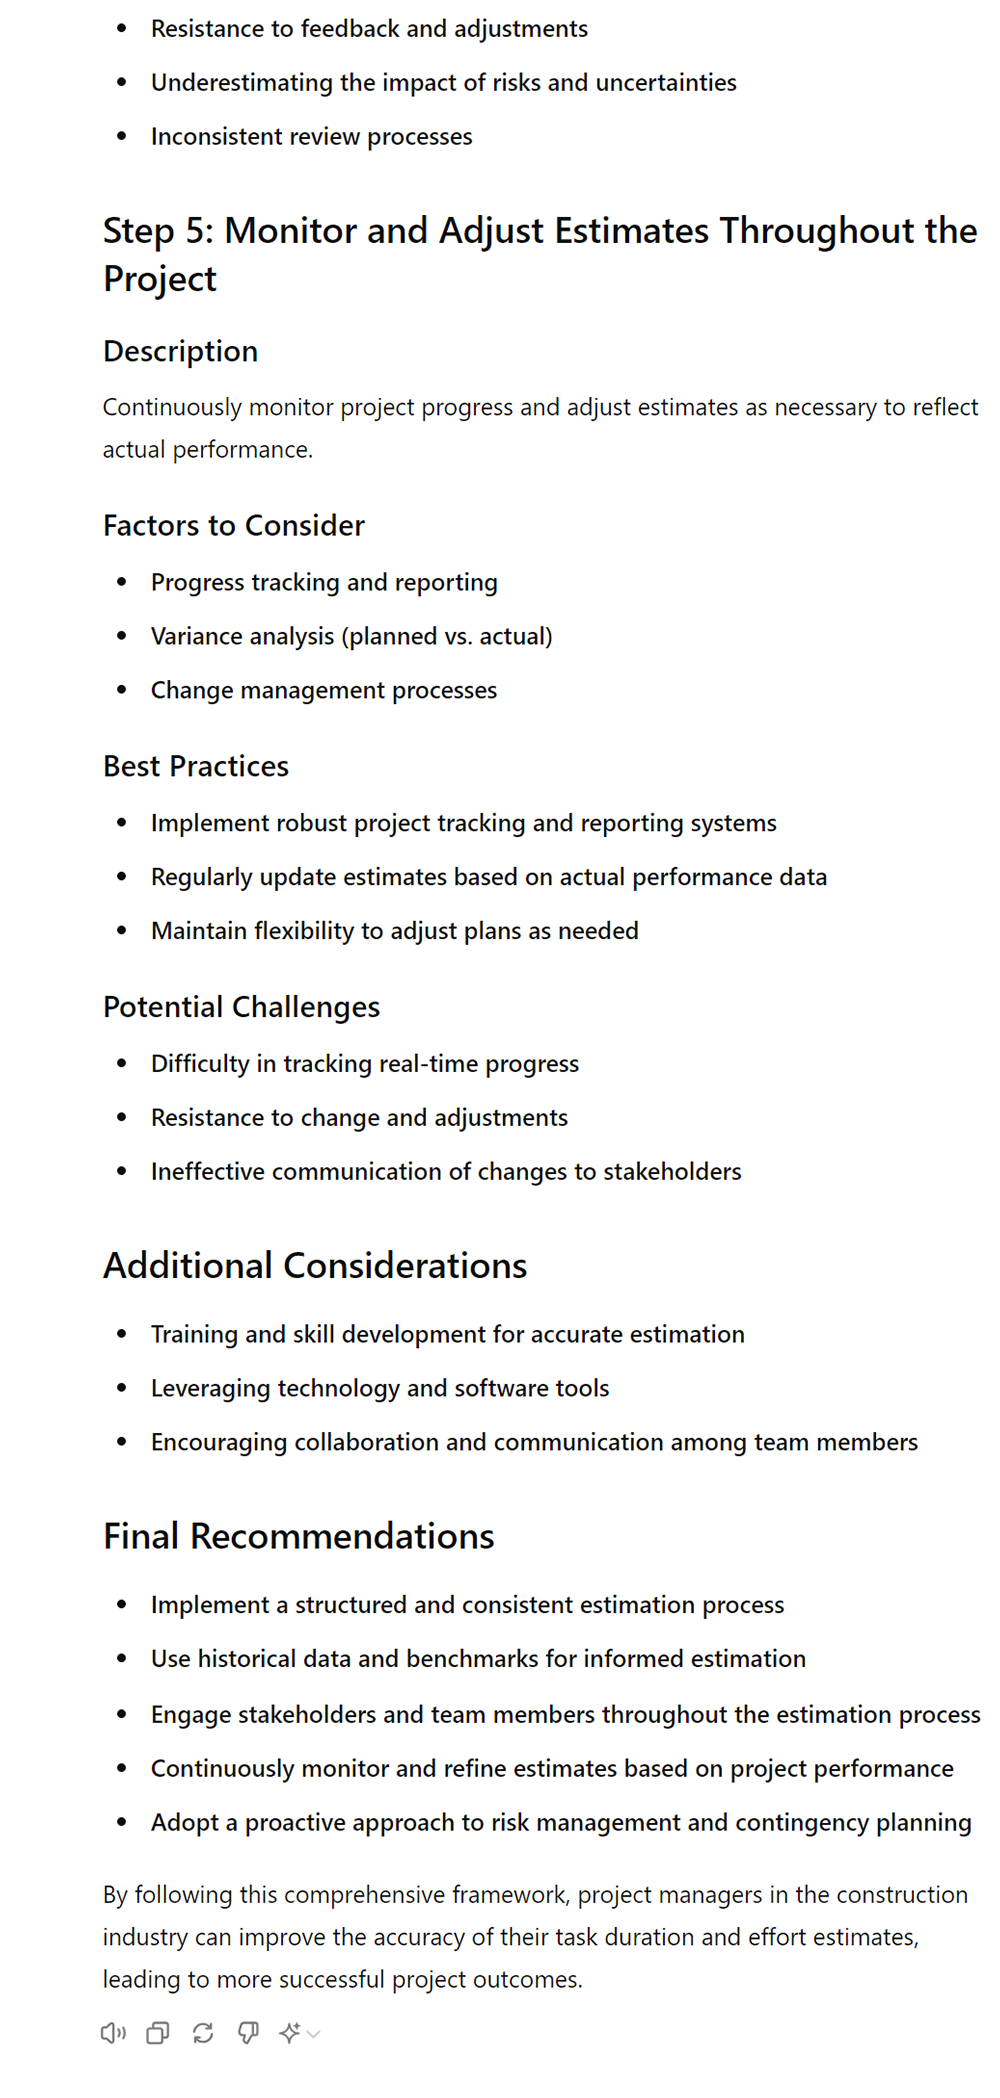 Resistance to feedback and adjustments
Underestimating the impact of risks and uncertainties
Inconsistent review processes
Step 5: Monitor and Adjust Estimates Throughout the
Project
Description
Continuously monitor project progress and adjust estimates as necessary to reflect
actual performance.
Factors to Consider
Progress tracking and reporting
Variance analysis (planned vs. actual)
Change management processes
Best Practices
Implement robust project tracking and reporting systems
Regularly update estimates based on actual performance data
Maintain flexibility to adjust plans as needed
Potential Challenges
Difficulty in tracking real-time progress
Resistance to change and adjustments
Ineffective communication of changes to stakeholders
Additional Considerations
Training and skill development for accurate estimation
Leveraging technology and software tools
Encouraging collaboration and communication among team members
Final Recommendations
Implement a structured and consistent estimation process
Use historical data and benchmarks for informed estimation
Engage stakeholders and team members throughout the estimation process
Continuously monitor and refine estimates based on project performance
Adopt a proactive approach to risk management and contingency planning
By following this comprehensive framework, project managers in the construction
industry can improve the accuracy of their task duration and effort estimates,
leading to more successful project outcomes.